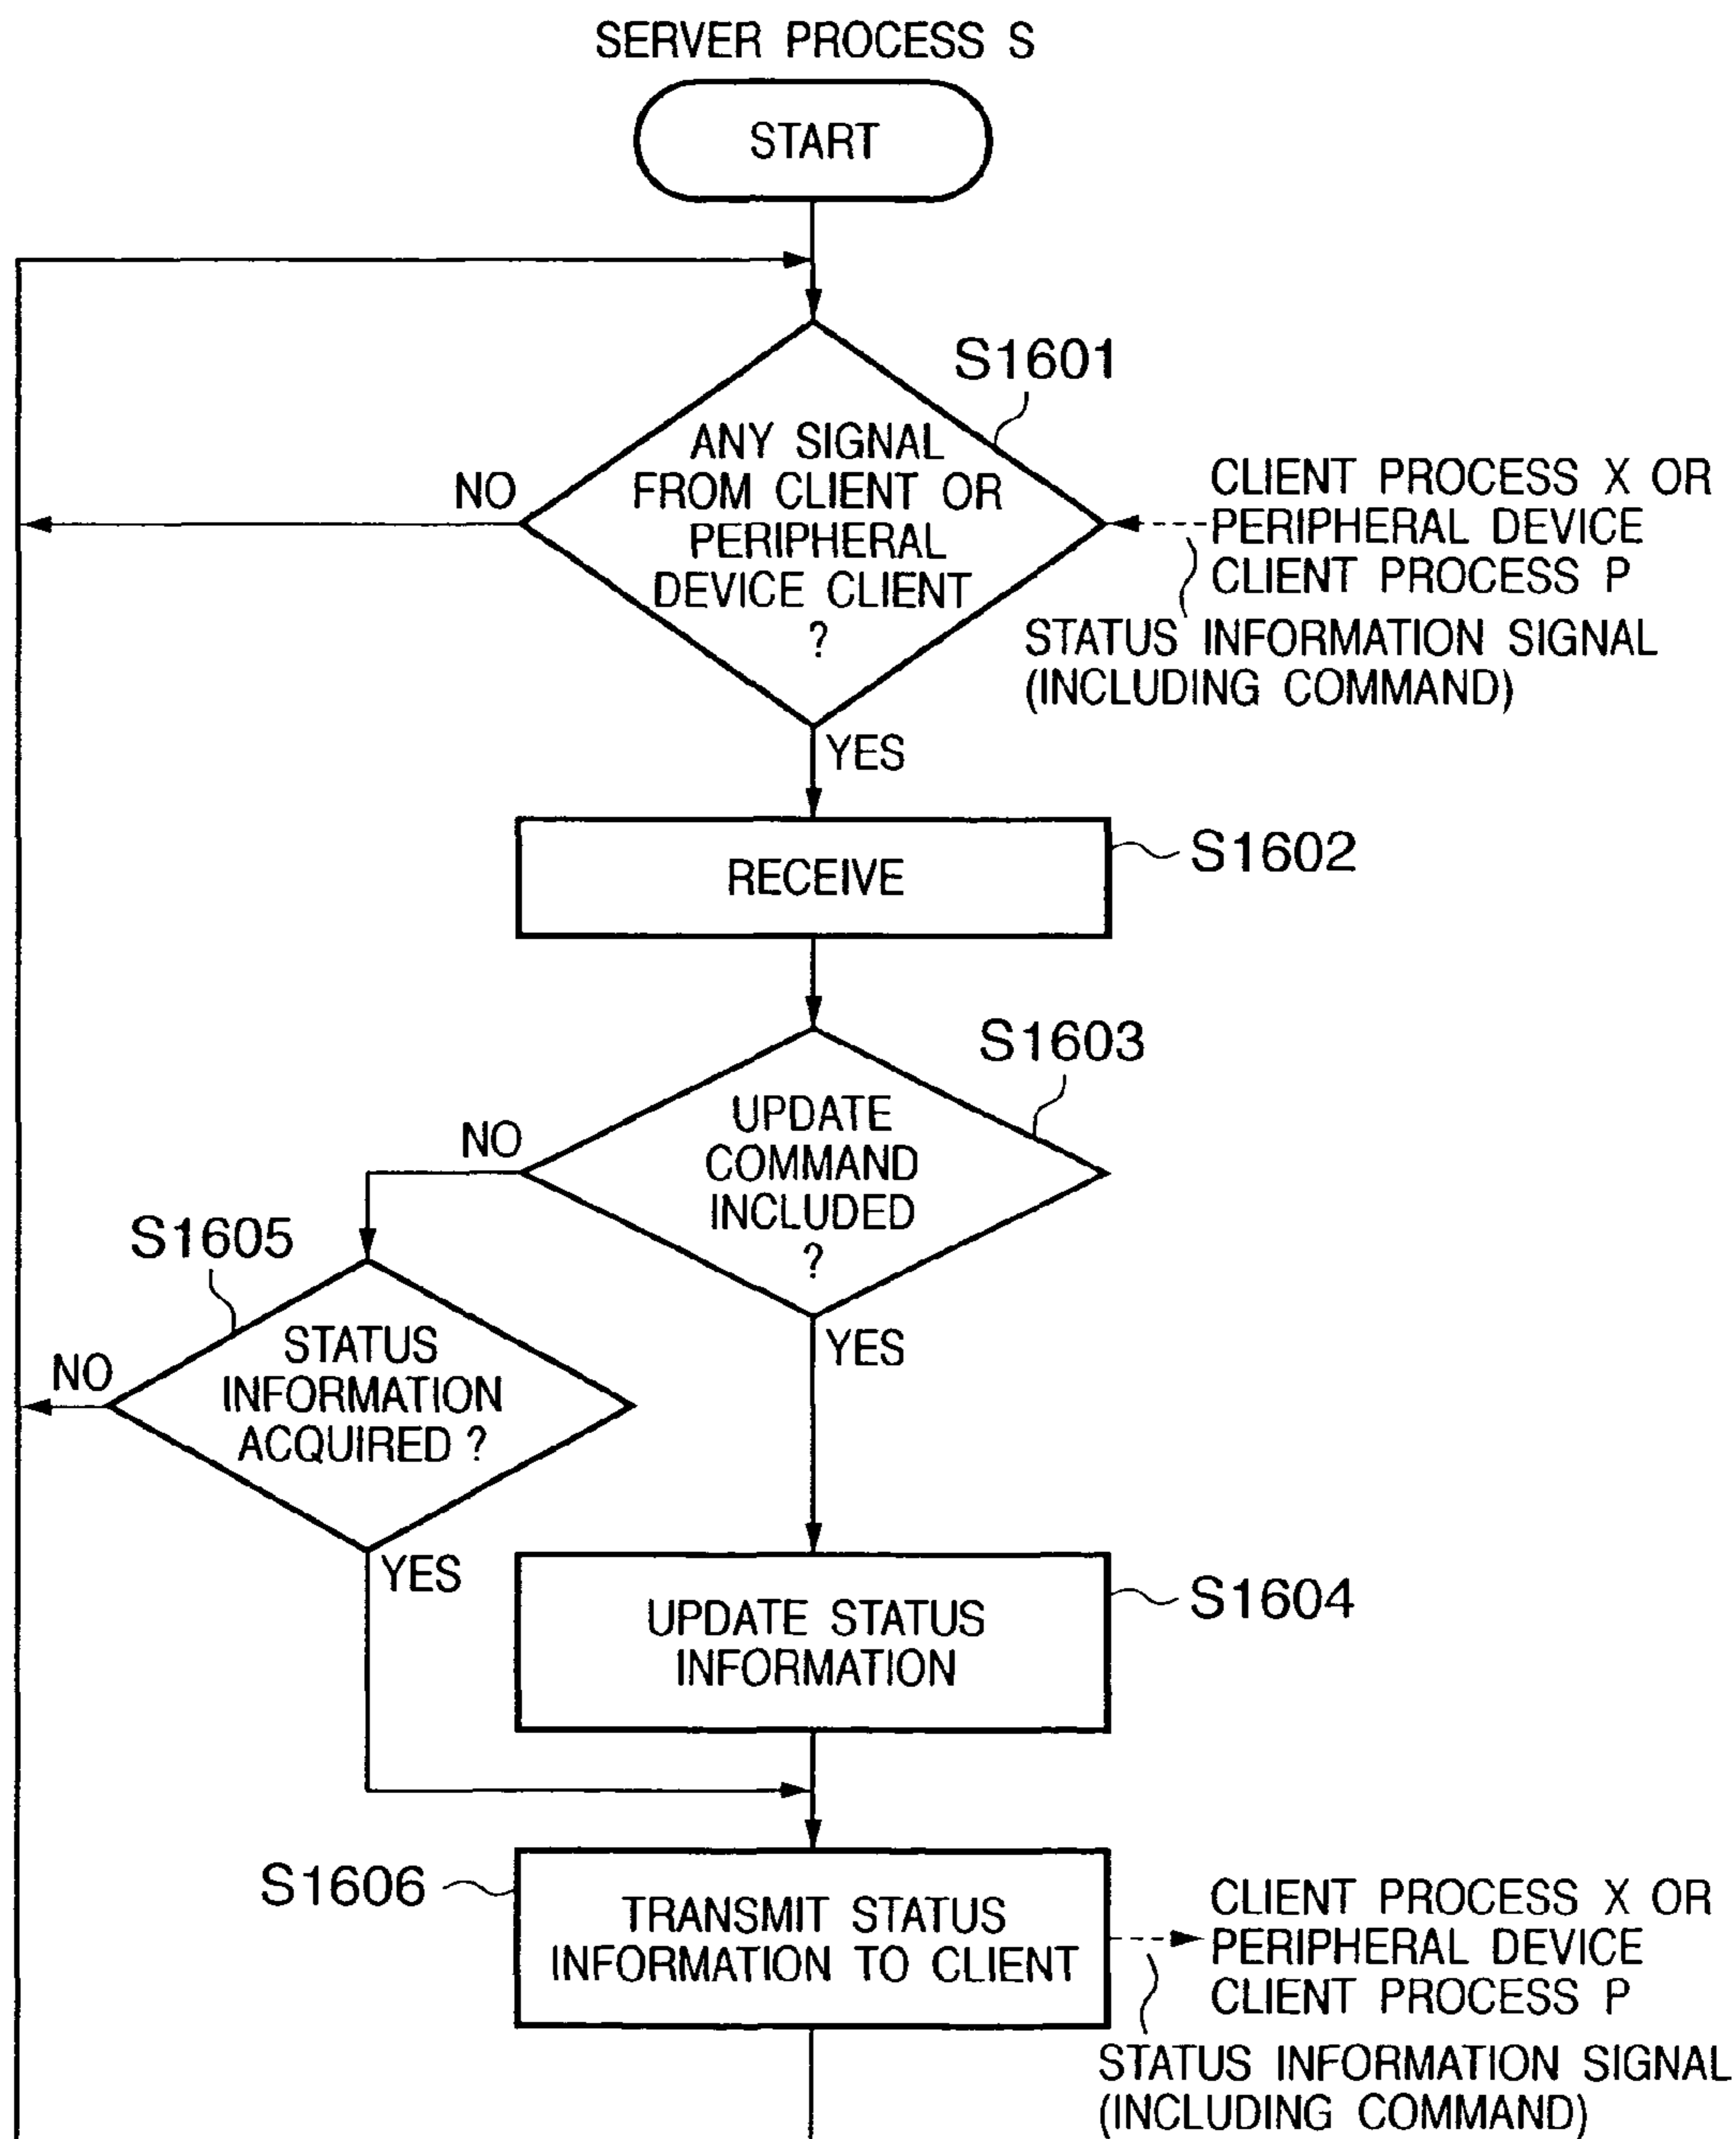 SERVER PROCESS S
START
S1601
ANY SIGNAL
FROM CLIENT OR
PERIPHERAL
DEVICE CLIENT
?
NO
CLIENT PROCESS X OR
PERIPHERAL DEVICE
CLIENT PROCESS P
STATUS INFORMATION SIGNAL
(INCLUDING COMMAND)
YES
RECEIVE
S1602
S1603
UPDATE
COMMAND
INCLUDED
?
NO
YES
S1605
STATUS
INFORMATION
ACQUIRED ?
NO
YES
UPDATE STATUS
INFORMATION
S1604
S1606
TRANSMIT STATUS
INFORMATION TO CLIENT
CLIENT PROCESS X OR
PERIPHERAL DEVICE
CLIENT PROCESS P
STATUS INFORMATION SIGNAL
(INCLUDING COMMAND)